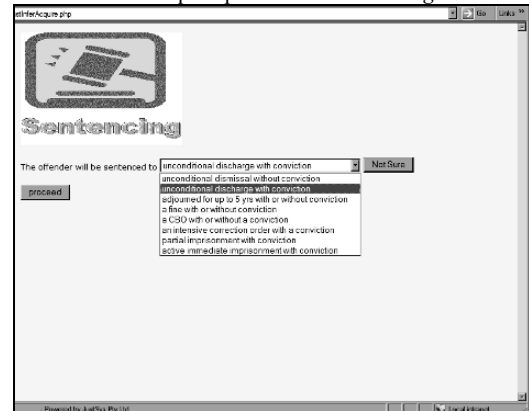 etInferAcquire.php
Go Links »
Sentencing
The offender will be sentenced to unconditional discharge with conviction Not Sure
unconditional dismissal without conviction
unconditional discharge with conviction
adjourned for up to 5 yrs with or without conviction
a fine with or without conviction
a CBO with or without a conviction
an intensive correction order with a conviction
partial imprisonment with conviction
active immediate imprisonment with conviction
proceed
Powered by JustSys Pty Ltd
Local intranet